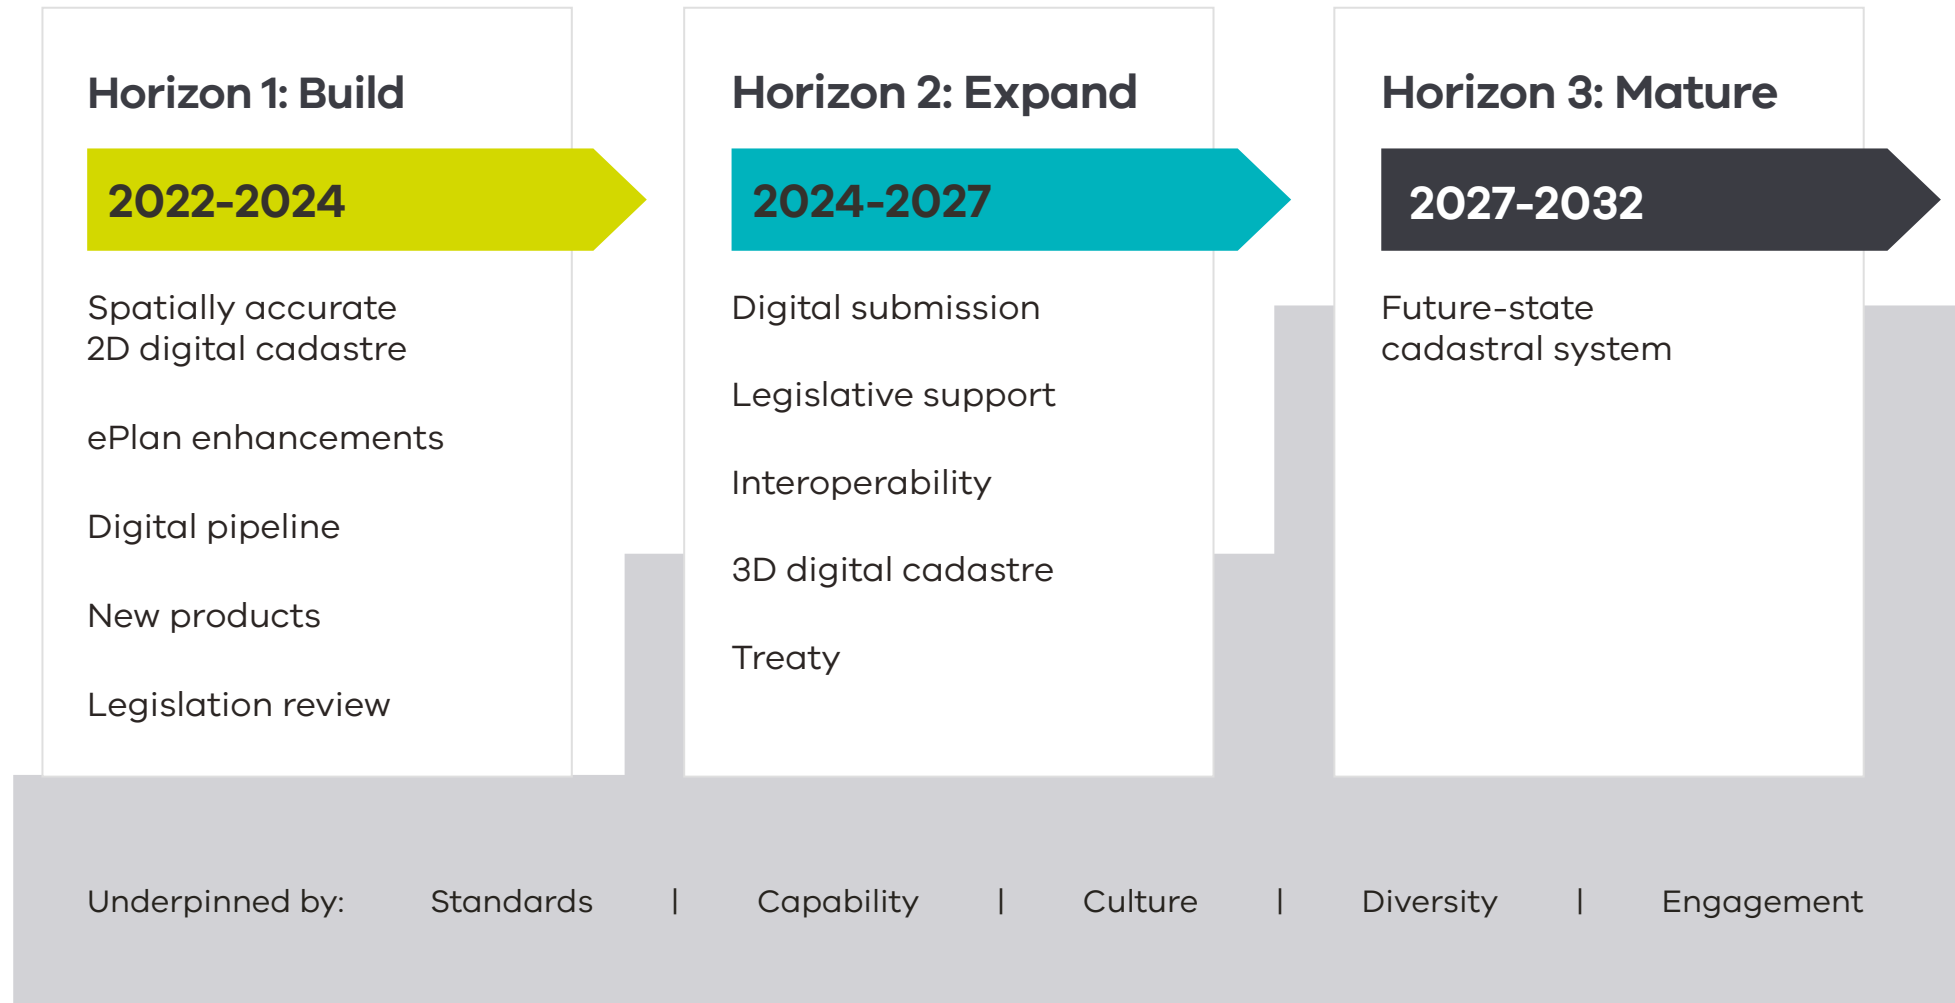 Horizon 1: Build
2022-2024
Spatially accurate
2D digital cadastre
ePlan enhancements
Digital pipeline
New products
Legislation review
Horizon 2: Expand
2024-2027
Digital submission
Legislative support
Interoperability
3D digital cadastre
Treaty
Horizon 3: Mature
2027-2032
Future-state
cadastral system
Underpinned by: Standards | Capability | Culture | Diversity | Engagement